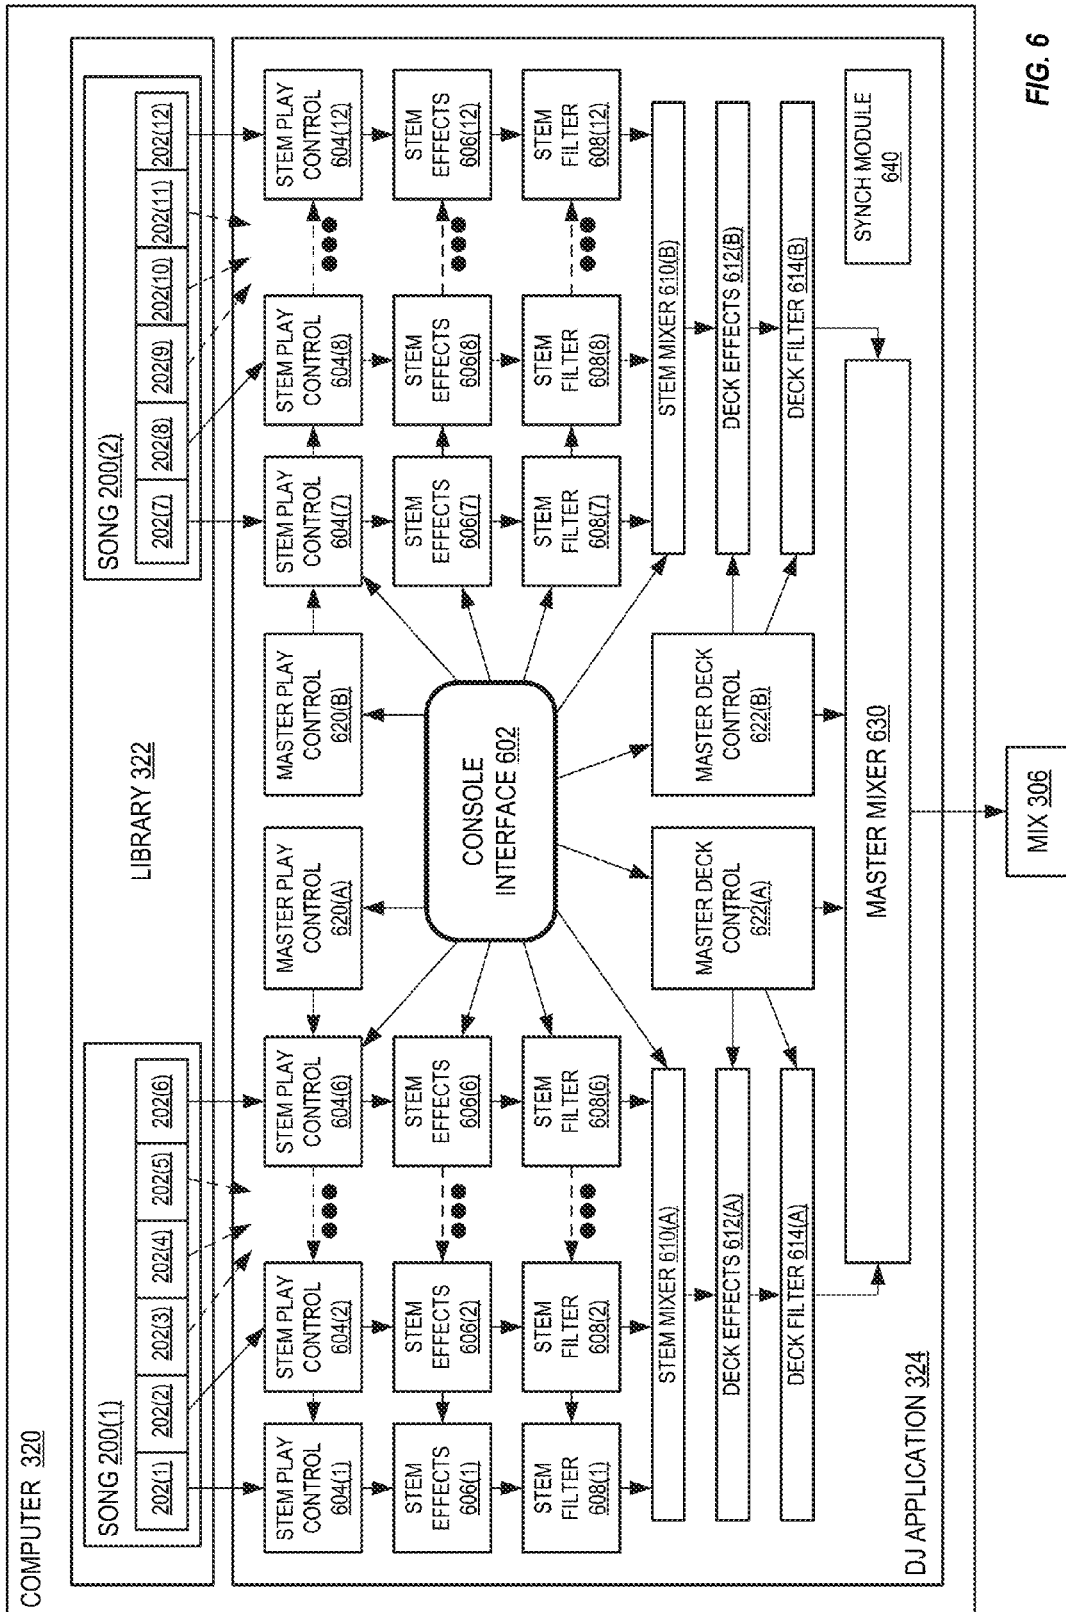 COMPUTER 320
LIBRARY 322
SONG 200(1)
202(1)
202(2)
202(3)
202(4)
202(5)
202(6)
SONG 200(2)
202(7)
202(8)
202(9)
202(10)
202(11)
202(12)
STEM PLAY
CONTROL
604(1)
STEM PLAY
CONTROL
604(2)
STEM PLAY
CONTROL
604(6)
MASTER PLAY
CONTROL
620(A)
MASTER PLAY
CONTROL
620(B)
STEM PLAY
CONTROL
604(7)
STEM PLAY
CONTROL
604(8)
STEM PLAY
CONTROL
604(12)
STEM
EFFECTS
606(1)
STEM
EFFECTS
606(2)
STEM
EFFECTS
606(6)
CONSOLE
INTERFACE 602
STEM
EFFECTS
606(7)
STEM
EFFECTS
606(8)
STEM
EFFECTS
606(12)
STEM
FILTER
608(1)
STEM
FILTER
608(2)
STEM
FILTER
608(6)
STEM
FILTER
608(7)
STEM
FILTER
608(8)
STEM
FILTER
608(12)
STEM MIXER 610(A)
DECK EFFECTS 612(A)
DECK FILTER 614(A)
MASTER DECK
CONTROL
622(A)
MASTER DECK
CONTROL
622(B)
STEM MIXER 610(B)
DECK EFFECTS 612(B)
DECK FILTER 614(B)
MASTER MIXER 630
SYNCH MODULE
640
DJ APPLICATION 324
MIX 306
FIG. 6